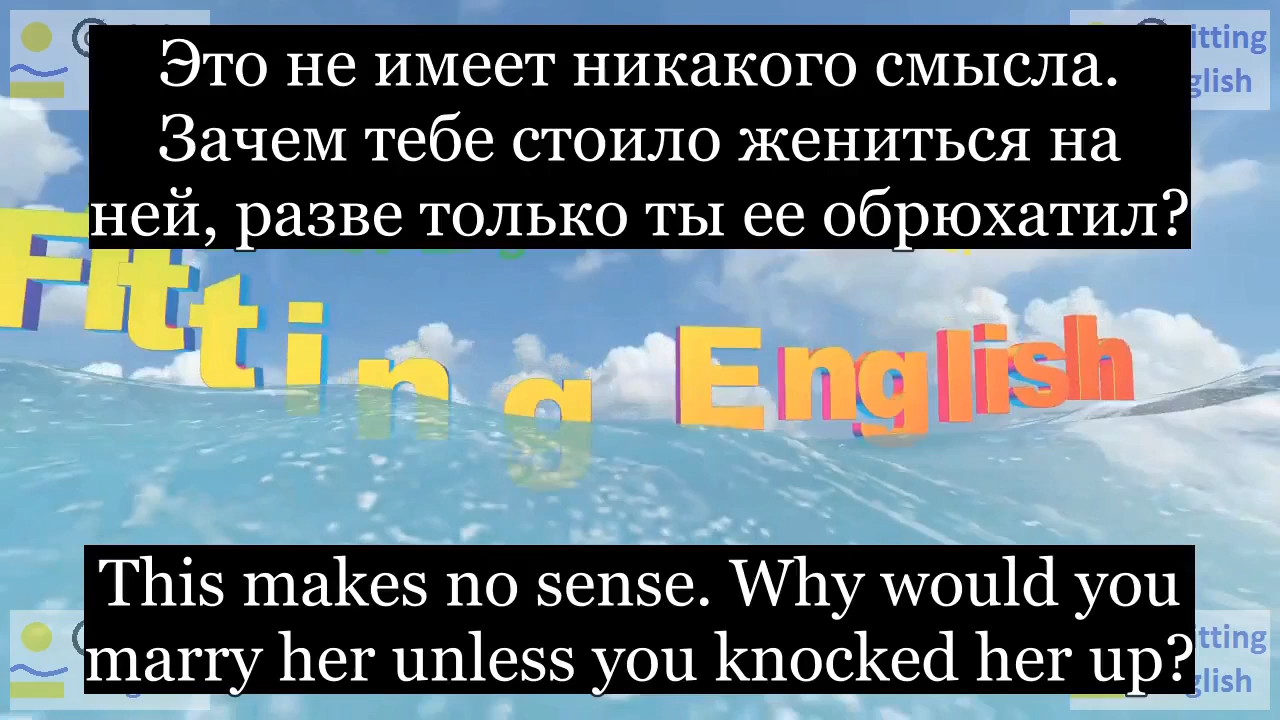 Это не имеет никакого смысла.
Зачем тебе стоило жениться на
ней, разве только ты ее обрюхатил?
Fitting English
This makes no sense. Why would you
marry her unless you knocked her up?